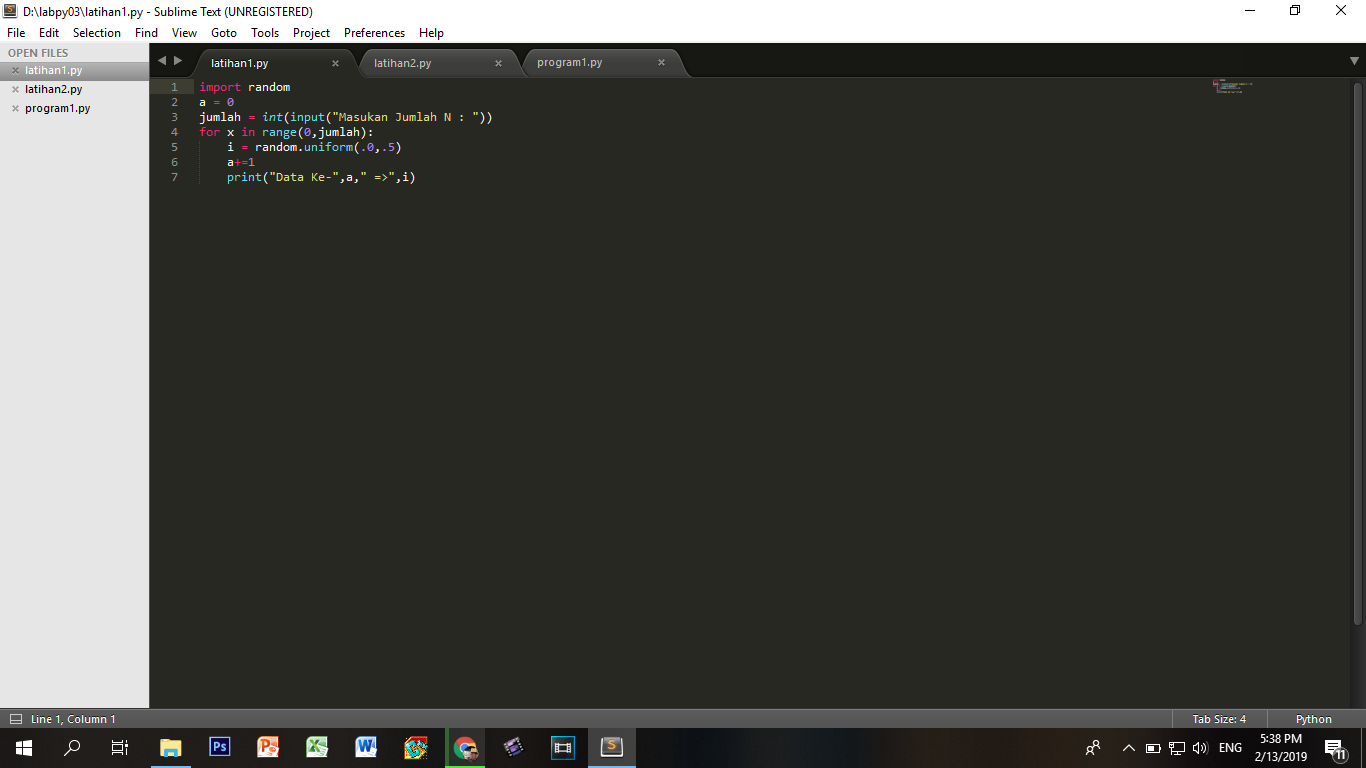 D:\labpy03\latihan1.py - Sublime Text (UNREGISTERED)
File Edit Selection Find View Goto Tools Project Preferences Help
OPEN FILES
latihan1.py
latihan2.py
program1.py
latihan1.py latihan2.py program1.py
1 import random
2 a = 0
3 jumlah = int(input("Masukan Jumlah N : "))
4 for x in range(0,jumlah):
5     i = random.uniform(.0,.5)
6     a+=1
7     print("Data Ke-",a," =>",i)
Line 1, Column 1 Tab Size: 4 Python
Ps P X W S ENG 5:38 PM
2/13/2019 11